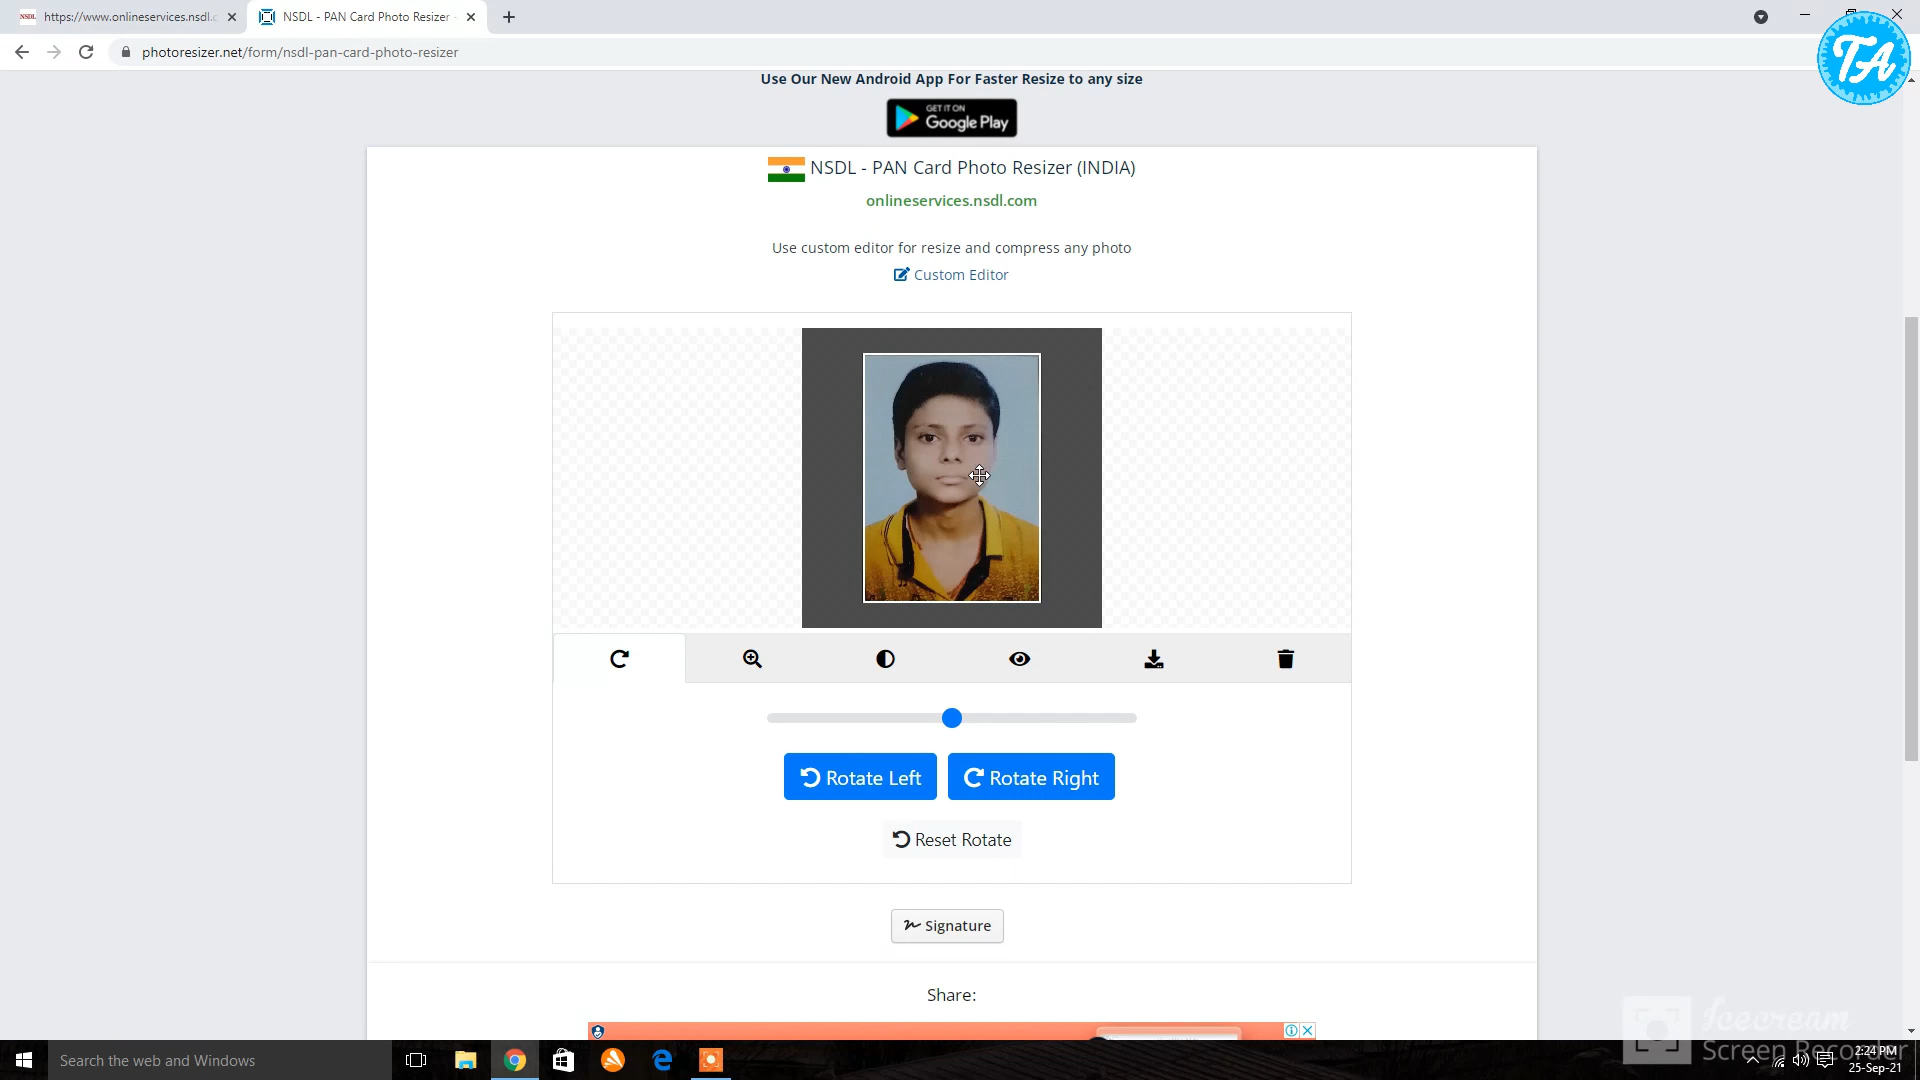 https://www.onlineservices.nsdl.c
NSDL - PAN Card Photo Resizer -
photoresizer.net/form/nsdl-pan-card-photo-resizer
TA
Use Our New Android App For Faster Resize to any size
GET IT ON
Google Play
NSDL - PAN Card Photo Resizer (INDIA)
onlineservices.nsdl.com
Use custom editor for resize and compress any photo
Custom Editor
Rotate Left
Rotate Right
Reset Rotate
Signature
Share:
Icecream
Screen Recorder
Search the web and Windows
2:24 PM
25-Sep-21